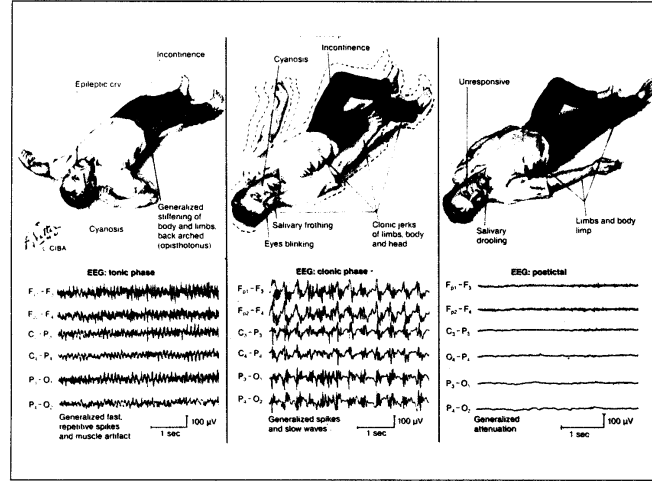 Incontinence
Epileptic cry
Generalized
stiffening of
body and limbs,
back arched
(opisthotonus)
Cyanosis
CIBA
EEG: tonic phase
1 sec
100 μV
Generalized fast,
repetitive spikes
and muscle artifact
Cyanosis
Incontinence
Salivary frothing
Eyes blinking
Clonic jerks
of limbs, body
and head
EEG: clonic phase
Fp1-F3
Fp2-F4
C3-P3
C4-P4
P3-O1
P4-O2
Generalized spikes
and slow waves
1 sec
100 μV
Unresponsive
Salivary
drooling
Limbs and body
limp
EEG: postictal
Fp1-F3
Fp2-F4
C3-P3
C4-P4
P3-O1
P4-O2
Generalized
attenuation
1 sec
100 μV